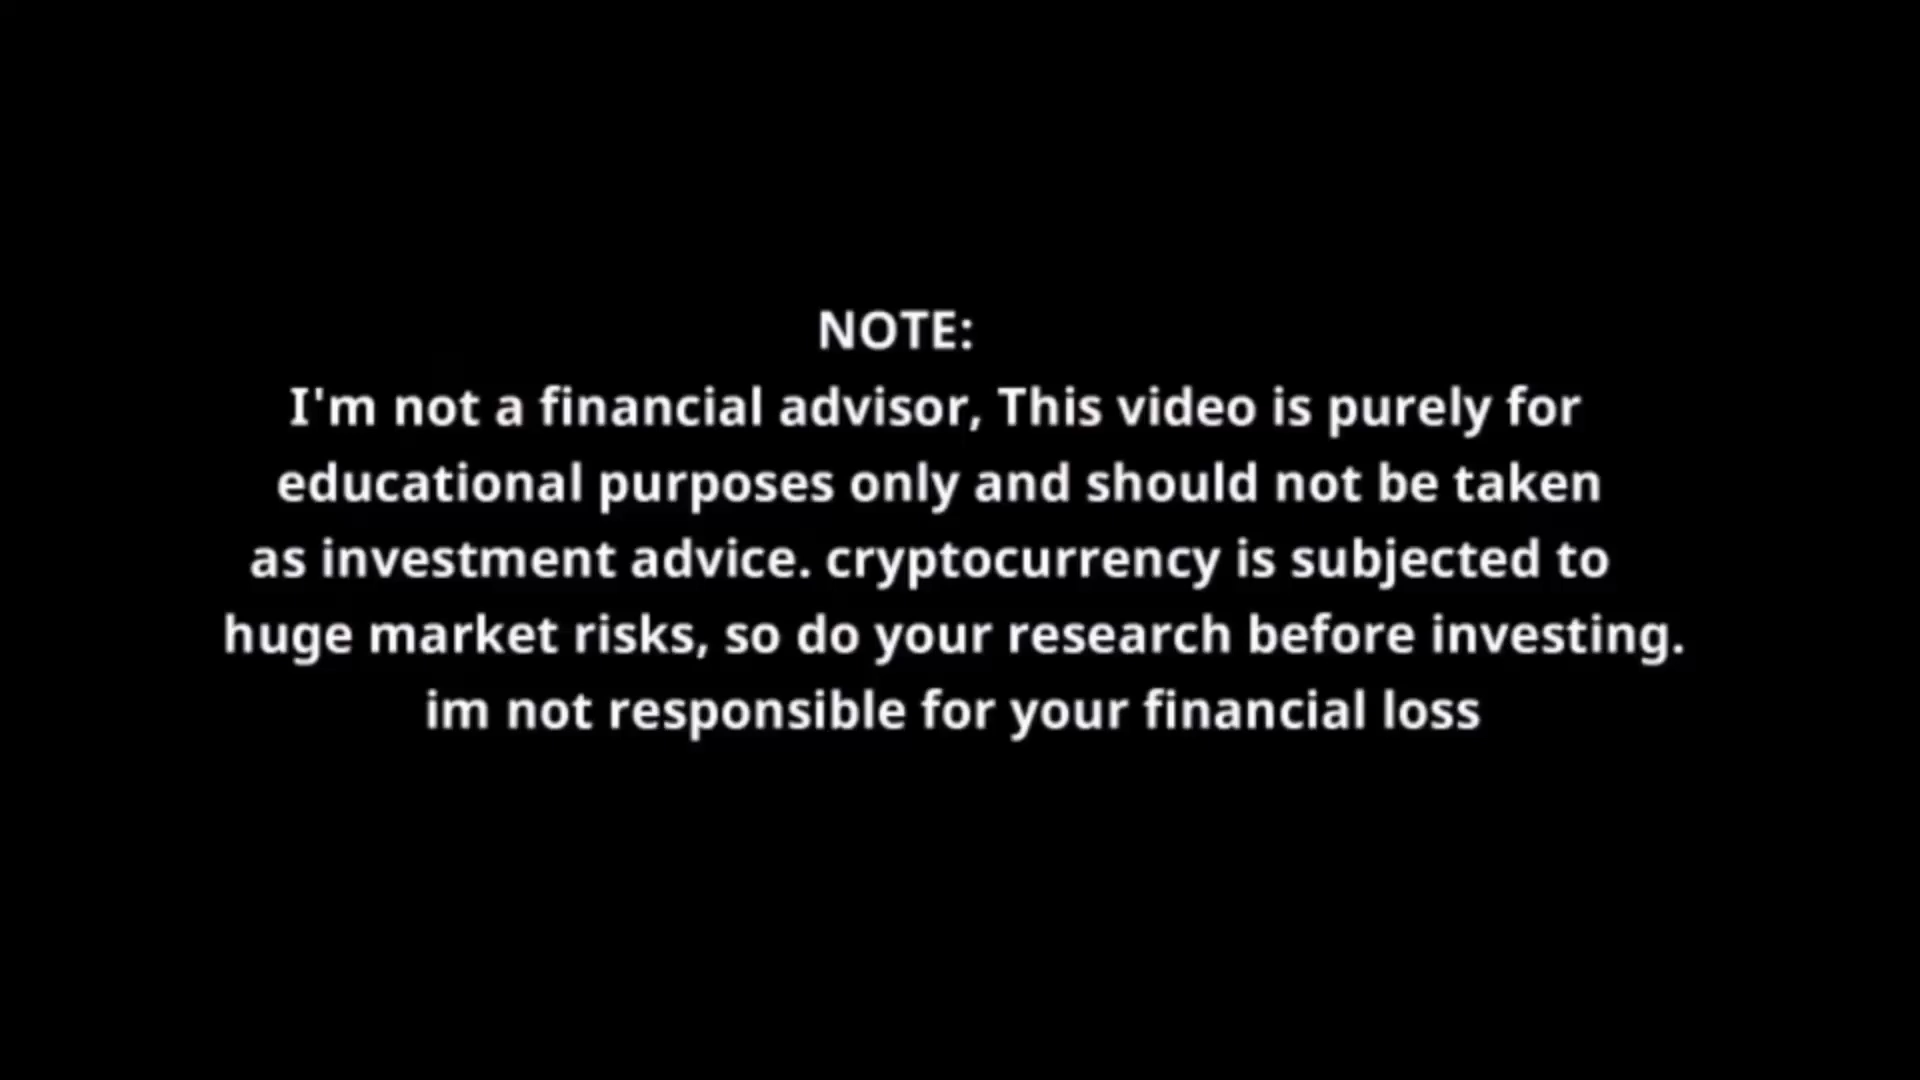 NOTE:
I'm not a financial advisor, This video is purely for
educational purposes only and should not be taken
as investment advice. cryptocurrency is subjected to
huge market risks, so do your research before investing.
im not responsible for your financial loss